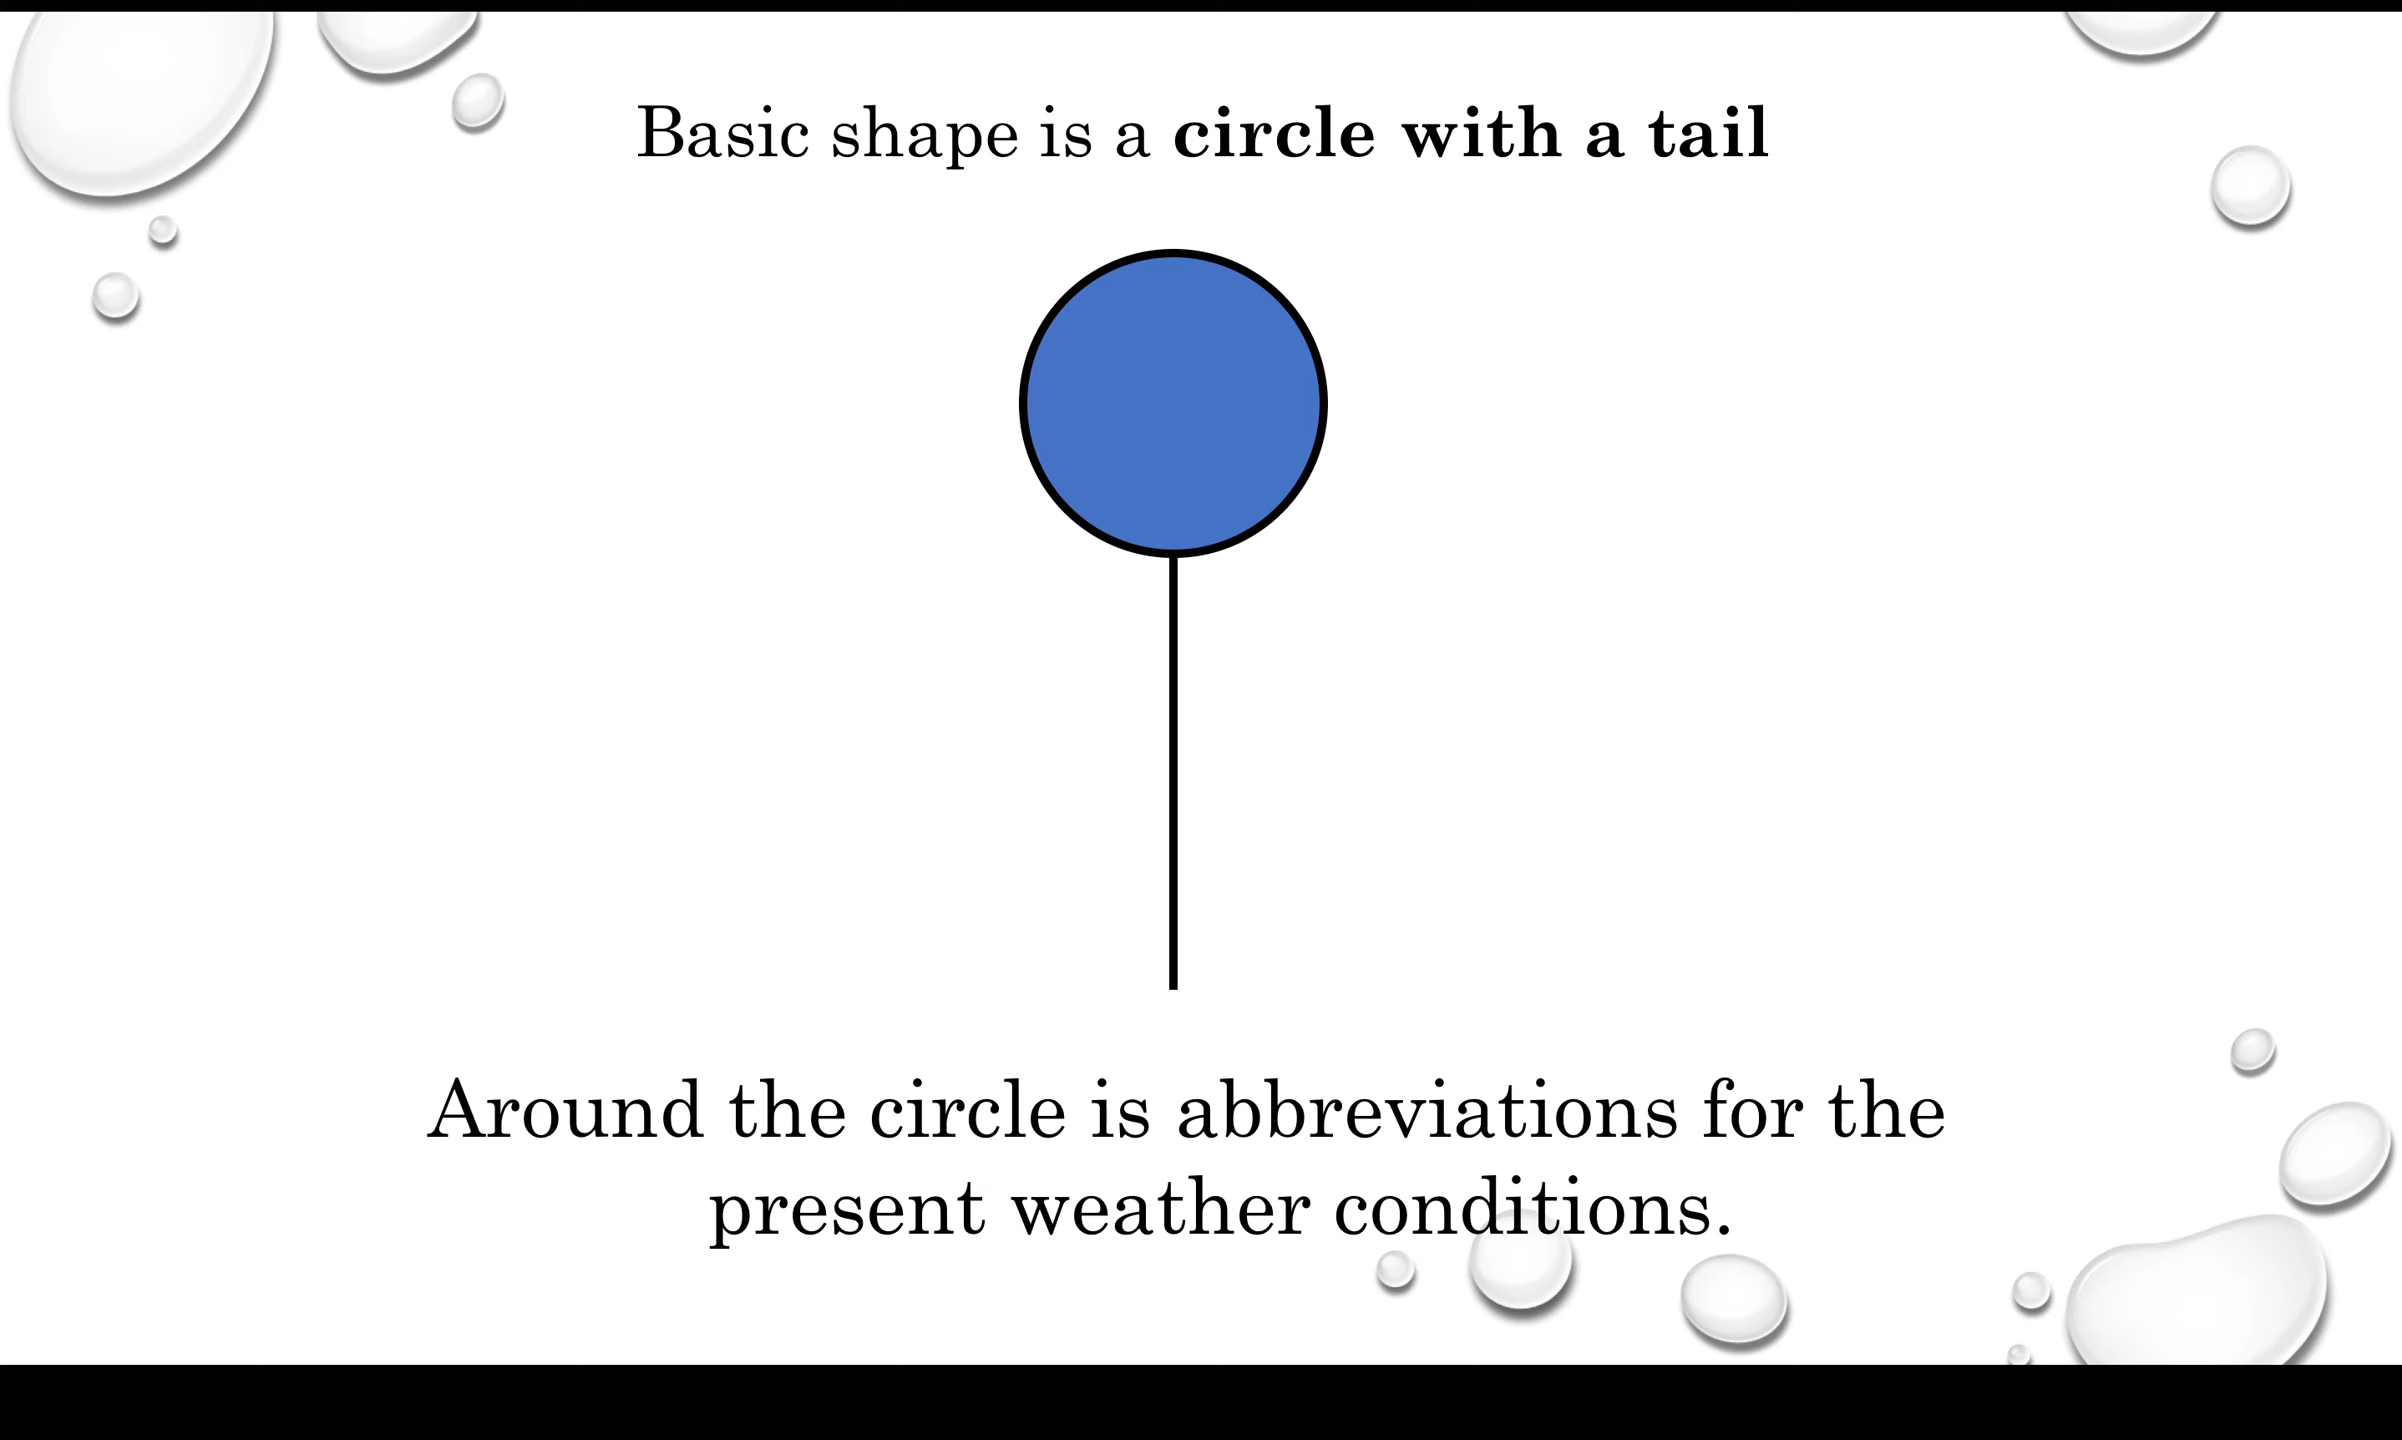 Basic shape is a circle with a tail
Around the circle is abbreviations for the
present weather conditions.